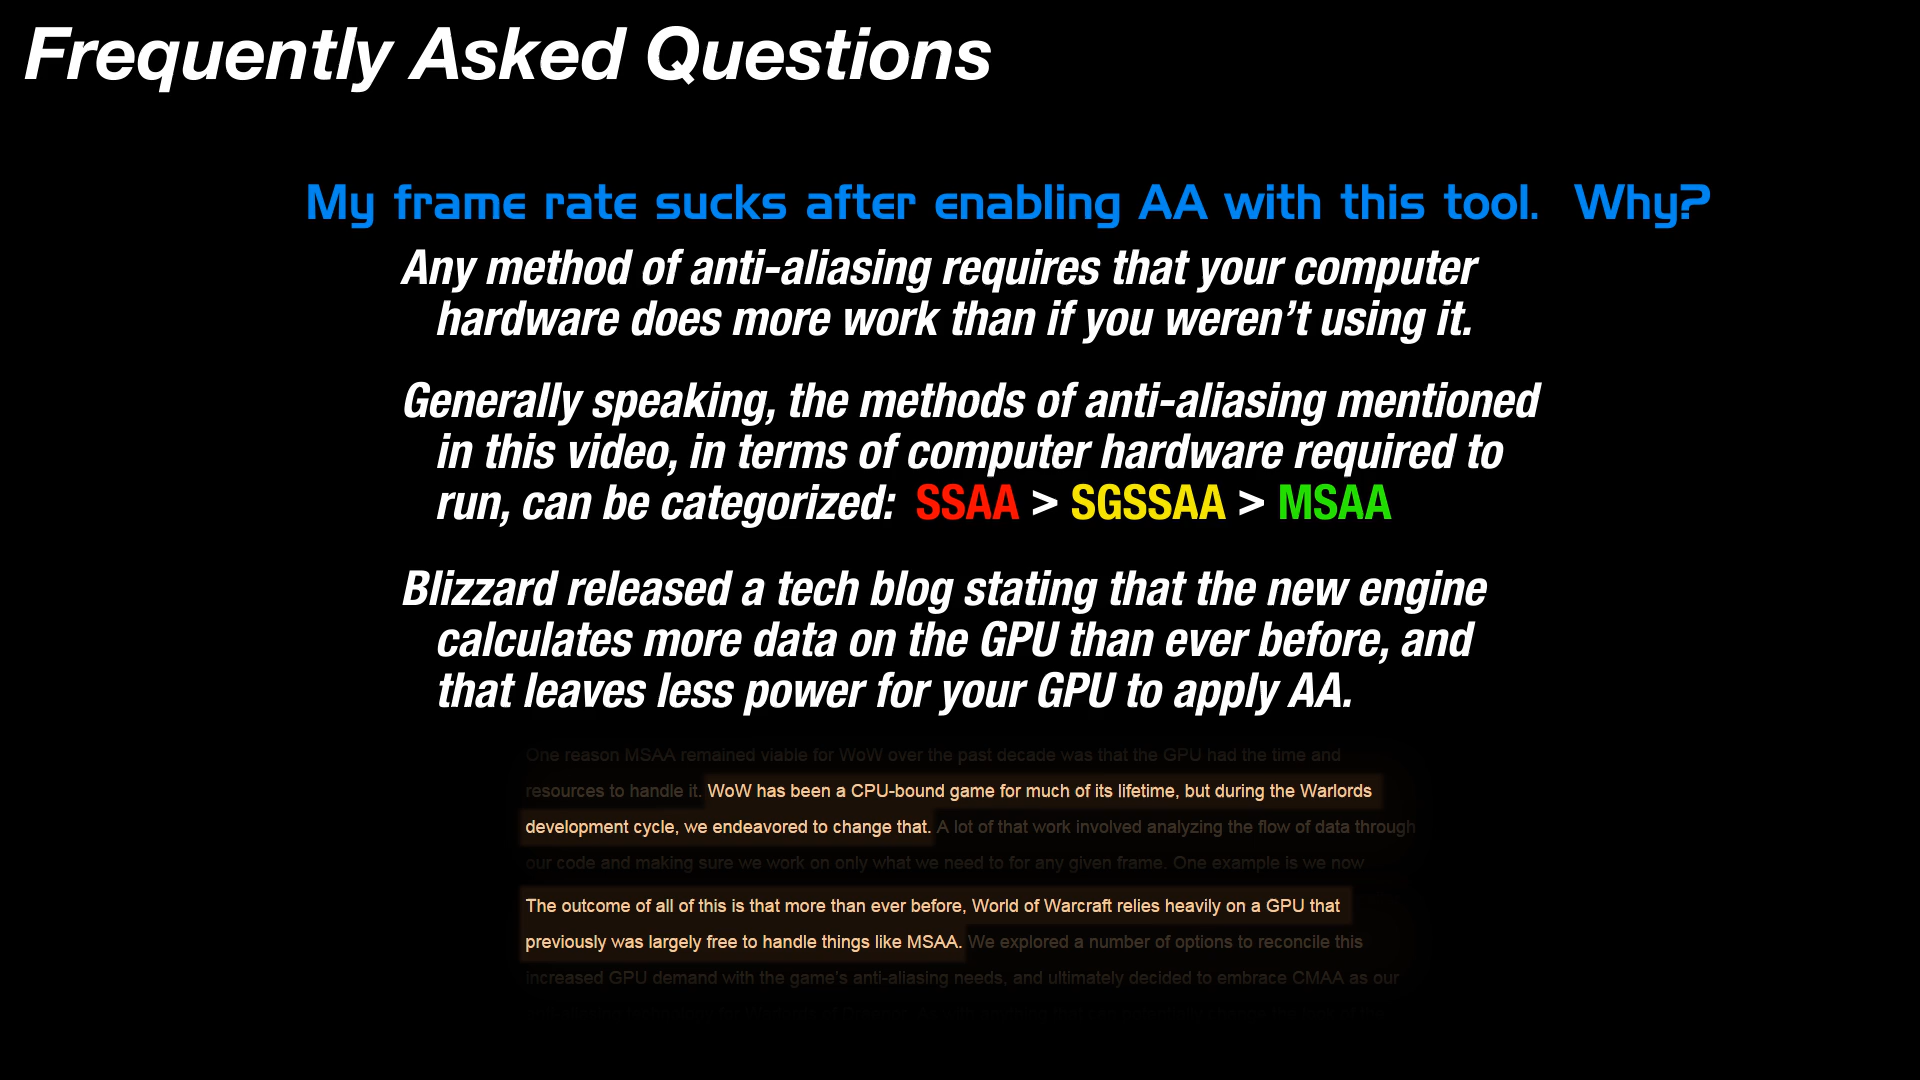 Frequently Asked Questions
My frame rate sucks after enabling AA with this tool.  Why?
Any method of anti-aliasing requires that your computer
hardware does more work than if you weren’t using it.
Generally speaking, the methods of anti-aliasing mentioned
in this video, in terms of computer hardware required to
run, can be categorized:  SSAA > SGSSAA > MSAA
Blizzard released a tech blog stating that the new engine
calculates more data on the GPU than ever before, and
that leaves less power for your GPU to apply AA.
One reason MSAA remained viable for WoW over the past decade was that the GPU had the time and
resources to handle it. WoW has been a CPU-bound game for much of its lifetime, but during the Warlords
development cycle, we endeavored to change that. A lot of that work involved analyzing the flow of data through
our code and making sure we work on only what we need to for any given frame. One example is we now
The outcome of all of this is that more than ever before, World of Warcraft relies heavily on a GPU that
previously was largely free to handle things like MSAA. We explored a number of options to reconcile this
increased GPU demand with the game's anti-aliasing needs, and ultimately decided to embrace CMAA as our